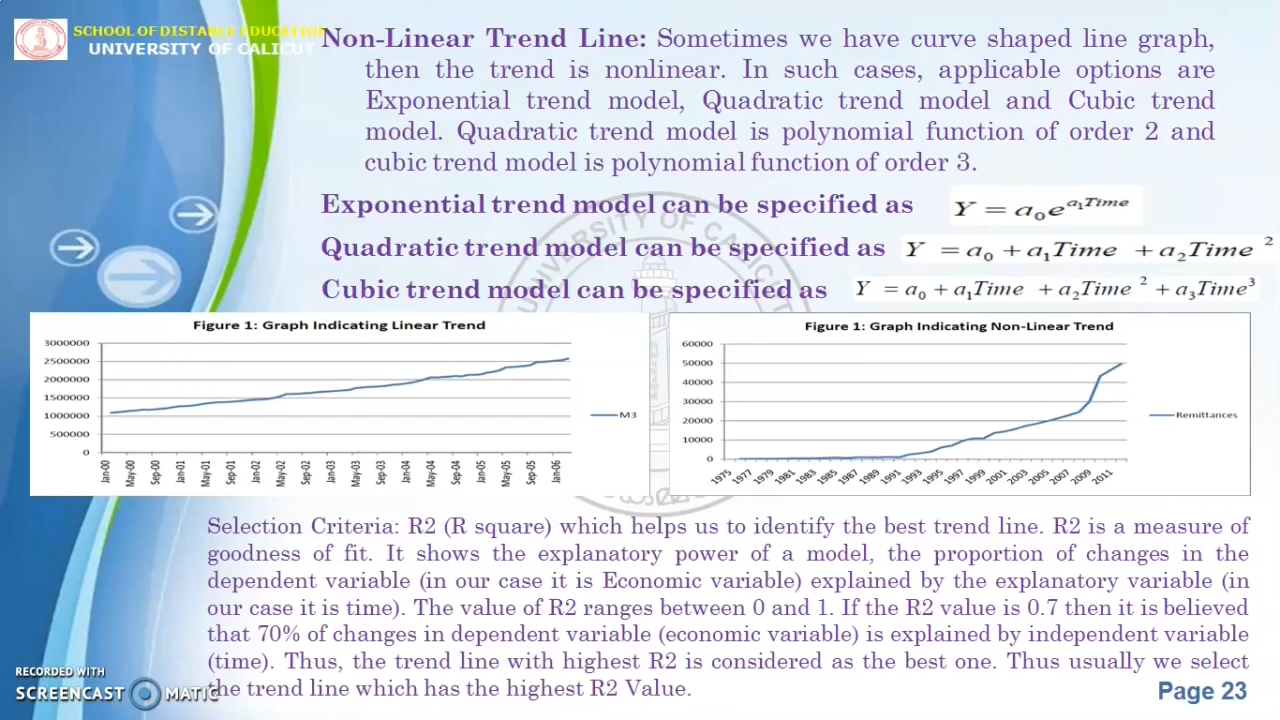 SCHOOL OF DISTANCE EDUCATION
UNIVERSITY OF CALICUT
Non-Linear Trend Line: Sometimes we have curve shaped line graph,
then the trend is nonlinear. In such cases, applicable options are
Exponential trend model, Quadratic trend model and Cubic trend
model. Quadratic trend model is polynomial function of order 2 and
cubic trend model is polynomial function of order 3.
Exponential trend model can be specified as Y = a₀e^(a₁Time)
Quadratic trend model can be specified as Y = a₀ + a₁Time + a₂Time²
Cubic trend model can be specified as Y = a₀ + a₁Time + a₂Time² + a₃Time³
UNIVERSITY OF CALICUT
Figure 1: Graph Indicating Linear Trend
3000000
2500000
2000000
1500000
1000000
500000
0
M3
Jan-00 May-00 Sep-00 Jan-01 May-01 Sep-01 Jan-02 May-02 Sep-02 Jan-03 May-03 Sep-03 Jan-04 May-04 Sep-04 Jan-05 May-05 Sep-05 Jan-06
Figure 1: Graph Indicating Non-Linear Trend
60000
50000
40000
30000
20000
10000
0
Remittances
1975 1977 1979 1981 1983 1985 1987 1989 1991 1993 1995 1997 1999 2001 2003 2005 2007 2009 2011
Selection Criteria: R2 (R square) which helps us to identify the best trend line. R2 is a measure of
goodness of fit. It shows the explanatory power of a model, the proportion of changes in the
dependent variable (in our case it is Economic variable) explained by the explanatory variable (in
our case it is time). The value of R2 ranges between 0 and 1. If the R2 value is 0.7 then it is believed
that 70% of changes in dependent variable (economic variable) is explained by independent variable
(time). Thus, the trend line with highest R2 is considered as the best one. Thus usually we select
the trend line which has the highest R2 Value.
RECORDED WITH
SCREENCAST MATIC
Page 23